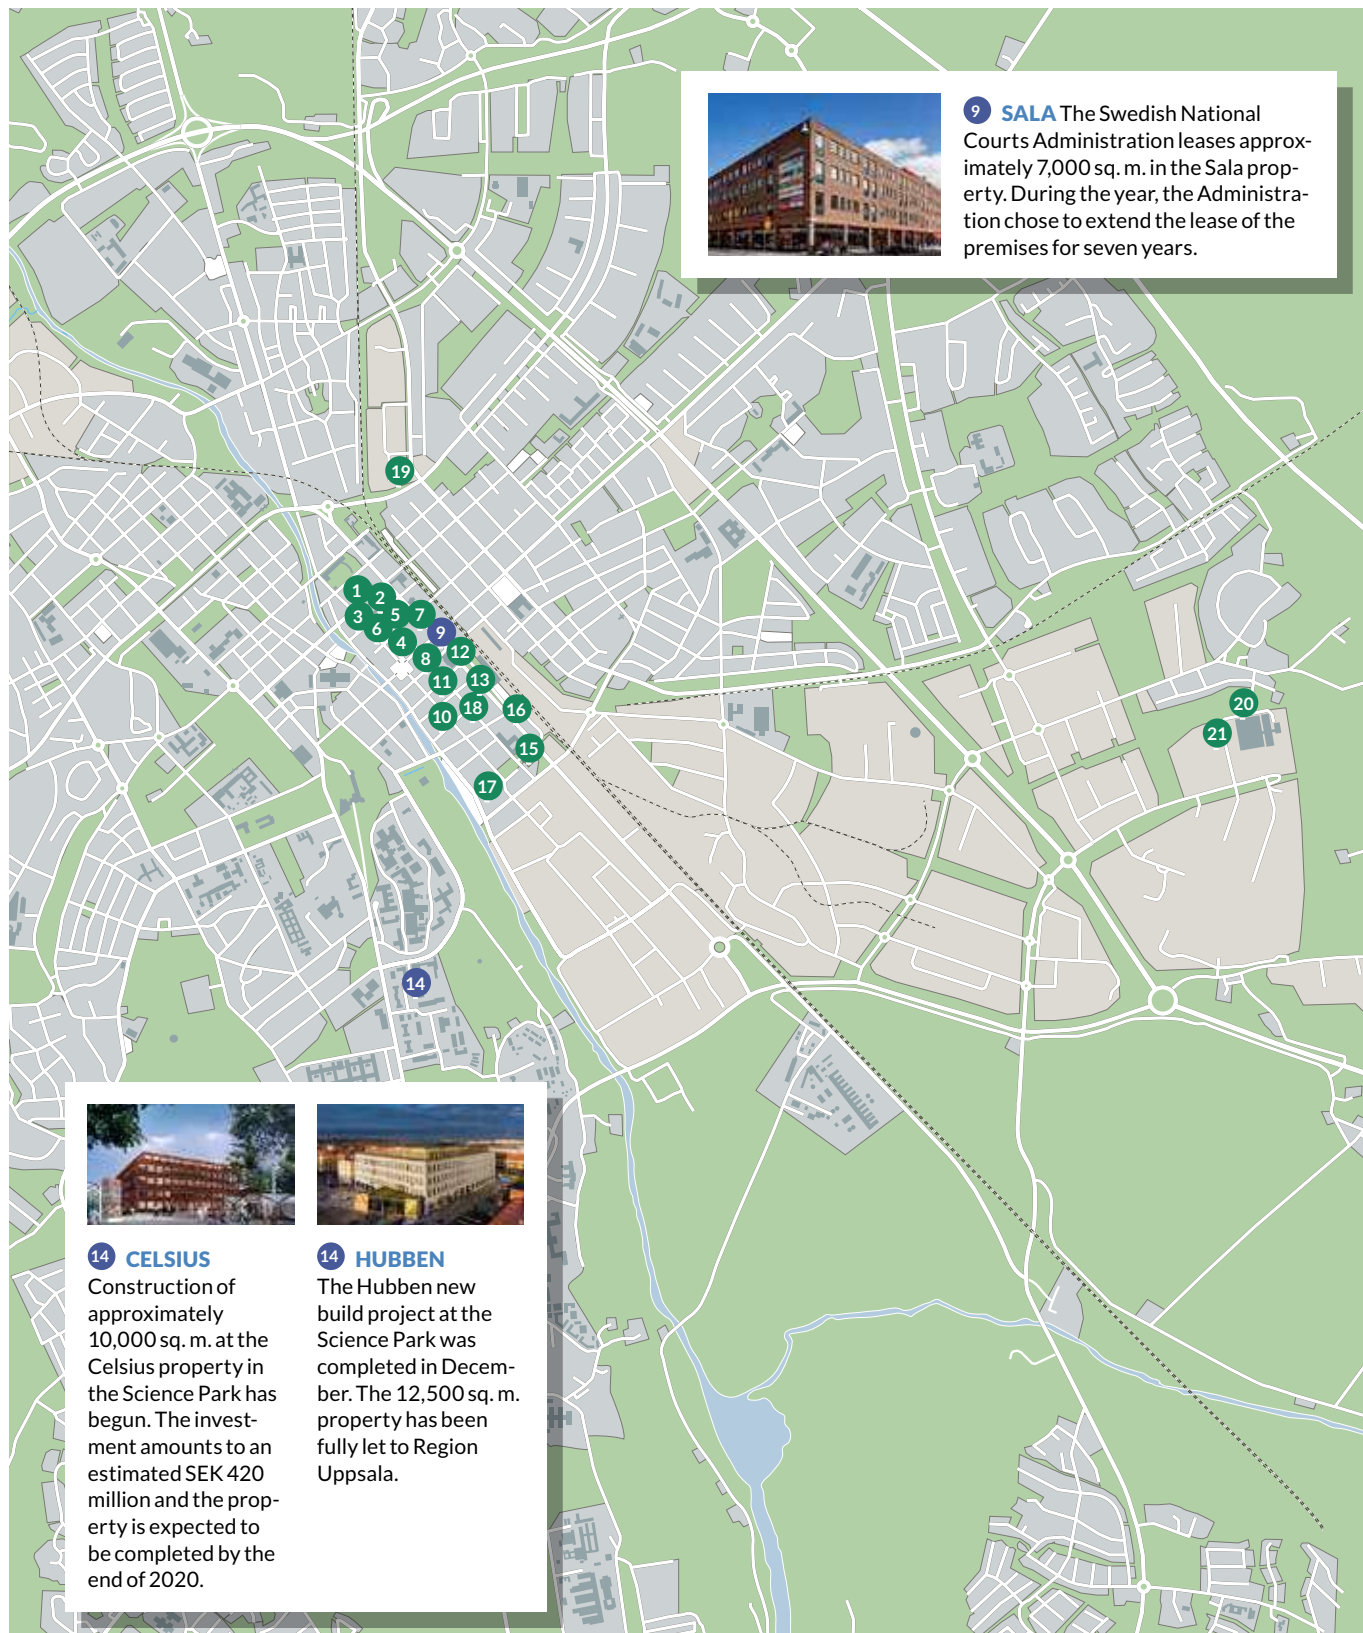 9 SALA The Swedish National
Courts Administration leases approx-
imately 7,000 sq. m. in the Sala prop-
erty. During the year, the Administra-
tion chose to extend the lease of the
premises for seven years.
19
1
2
3
5
7
6
4
9
8
12
11
13
10
18
16
15
17
20
21
14
14 CELSIUS
Construction of
approximately
10,000 sq. m. at the
Celsius property in
the Science Park has
begun. The invest-
ment amounts to an
estimated SEK 420
million and the prop-
erty is expected to
be completed by the
end of 2020.
14 HUBBEN
The Hubben new
build project at the
Science Park was
completed in Decem-
ber. The 12,500 sq. m.
property has been
fully let to Region
Uppsala.